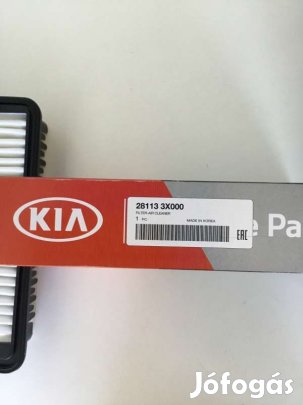 KIA
28113 3X000
FILTER-AIR CLEANER
1 PC MADE IN KOREA
EAC
e Pa
Jófogás